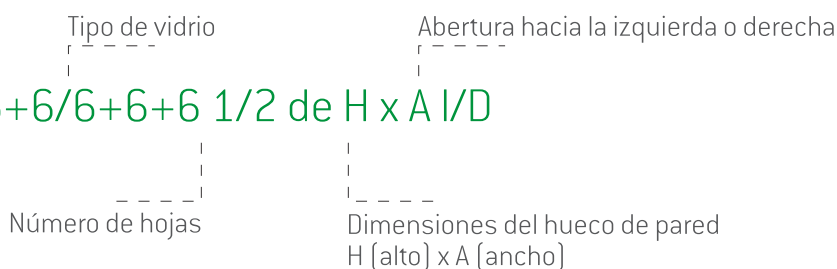 Tipo de vidrio
Abertura hacia la izquierda o derecha
+6/6+6+6 1/2 de H x A I/D
Número de hojas
Dimensiones del hueco de pared
H (alto) x A (ancho)